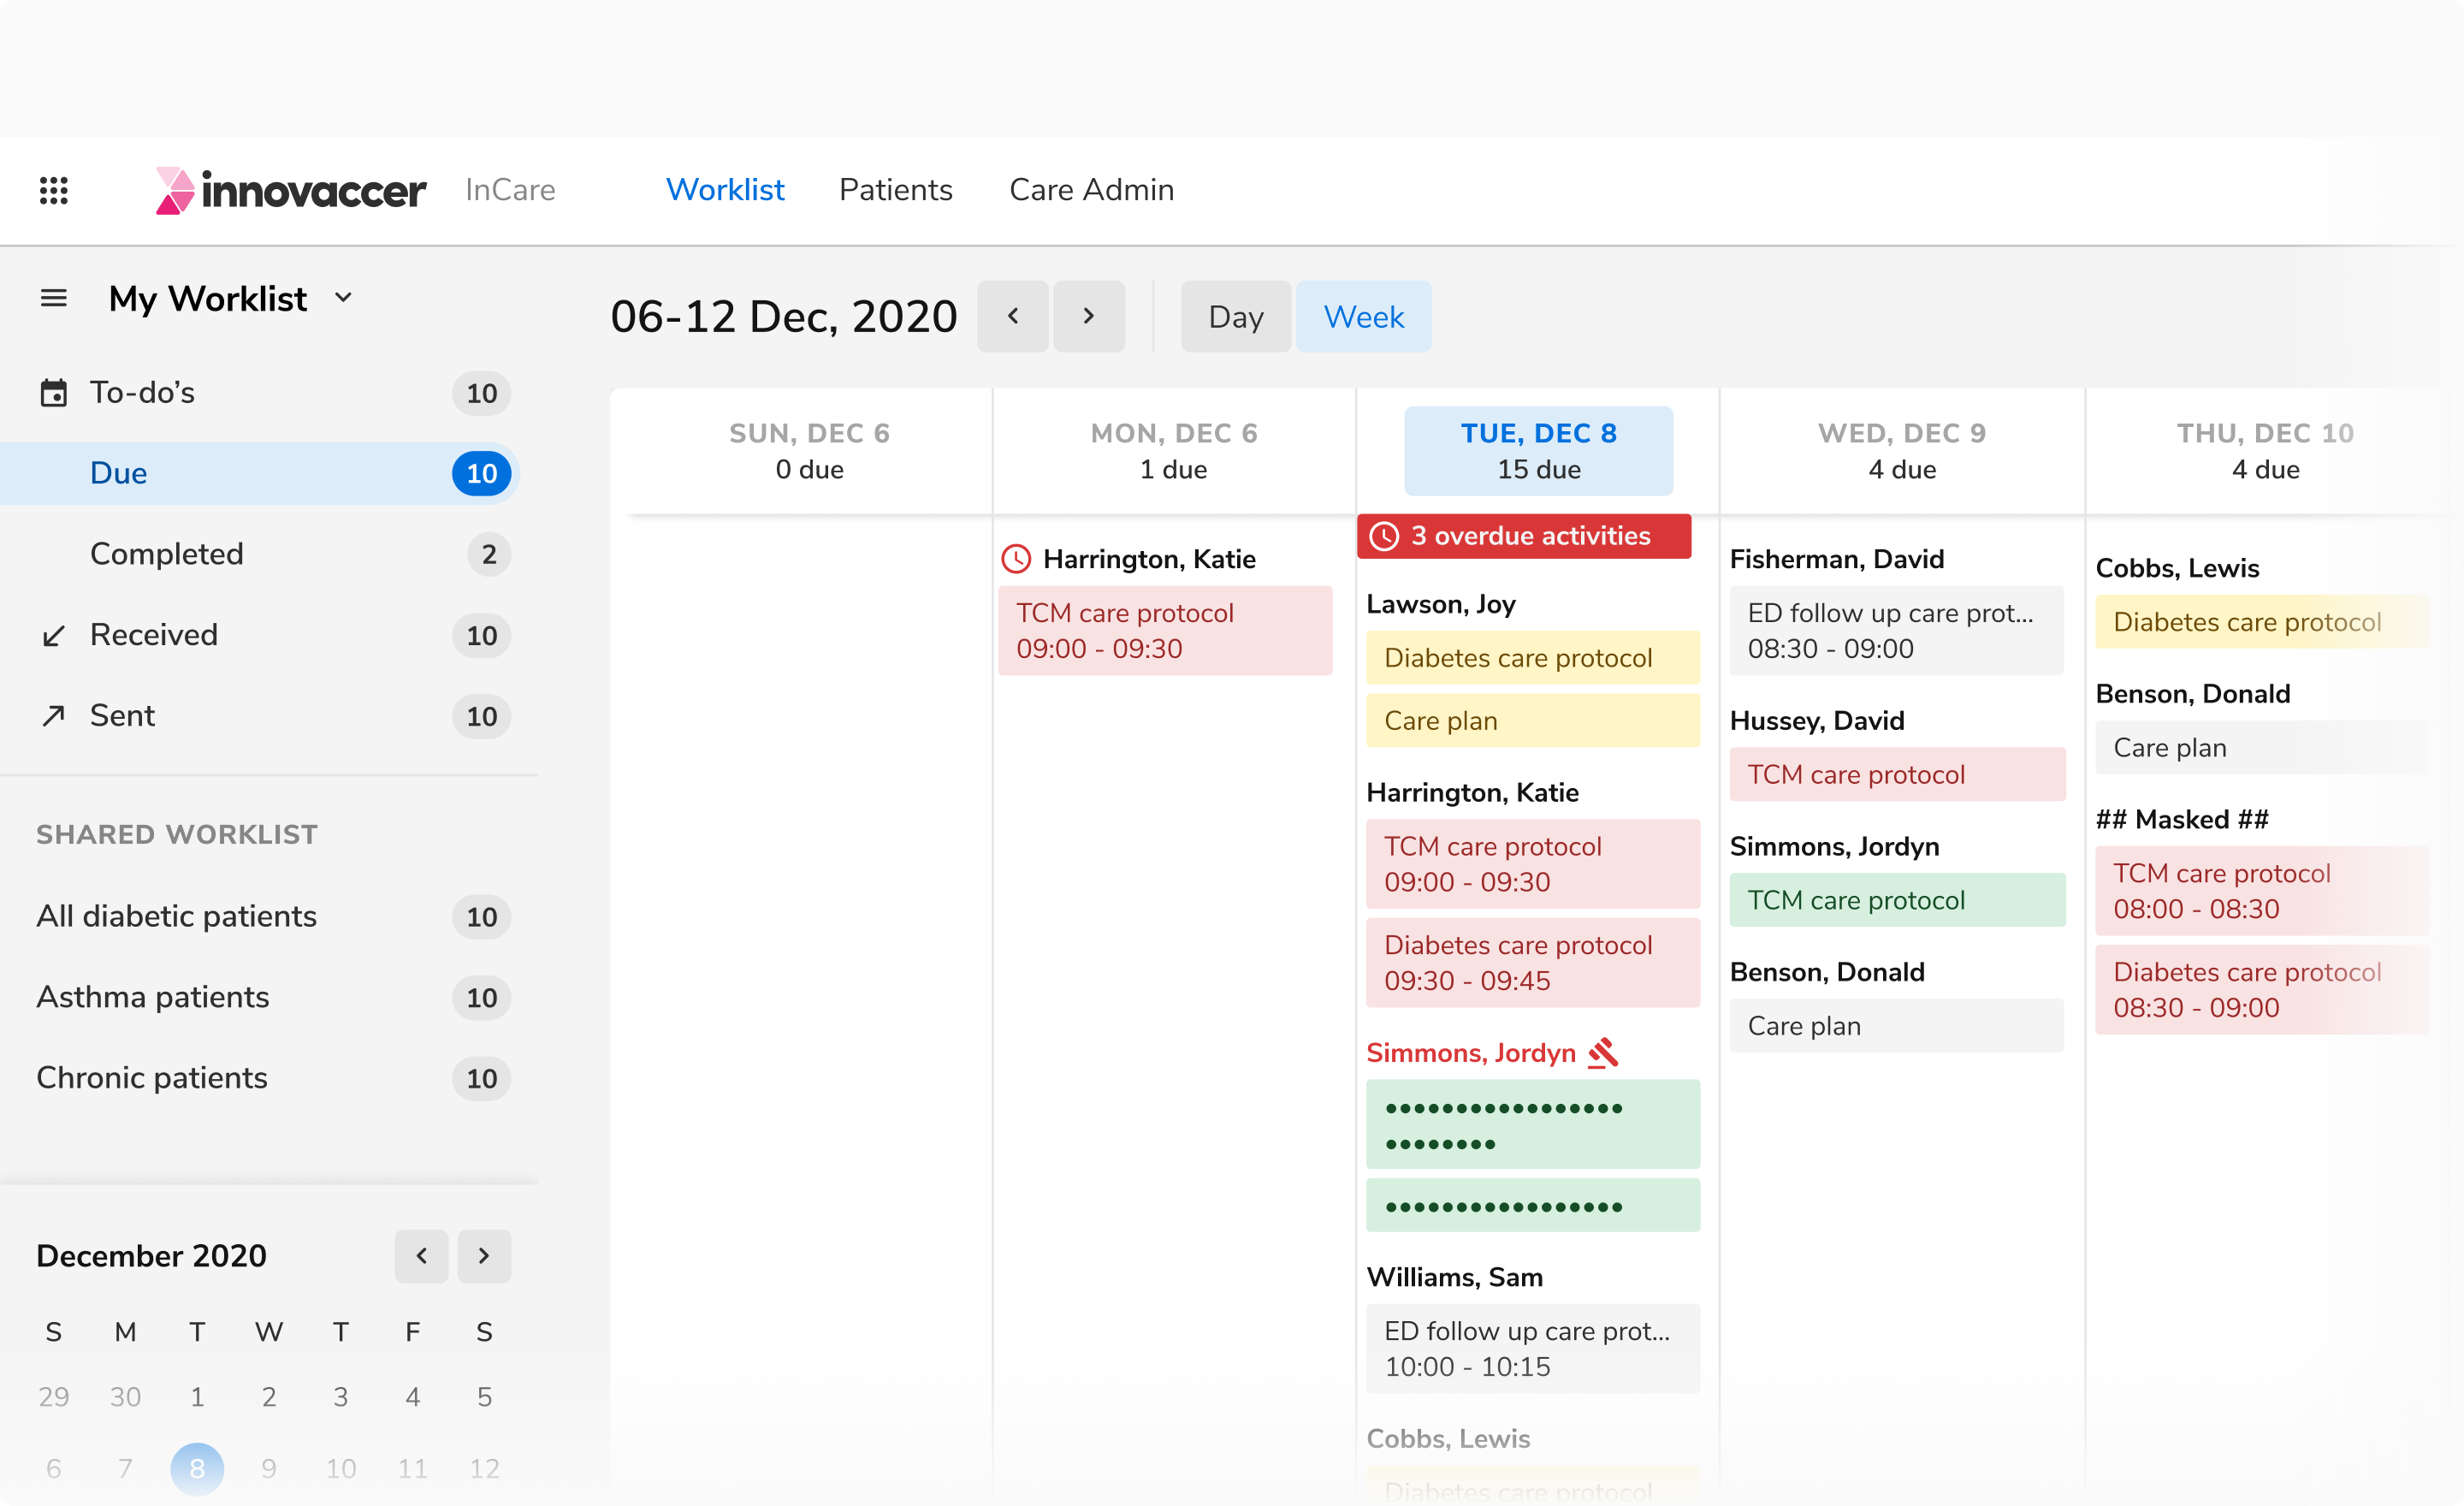 innovaccer InCare Worklist Patients Care Admin
My Worklist
To-do’s 10
Due 10
Completed 2
Received 10
Sent 10
SHARED WORKLIST
All diabetic patients 10
Asthma patients 10
Chronic patients 10
December 2020
S M T W T F S
29 30 1 2 3 4 5
6 7 8 9 10 11 12
06-12 Dec, 2020 Day Week
SUN, DEC 6
0 due
MON, DEC 6
1 due
Harrington, Katie
TCM care protocol
09:00 - 09:30
TUE, DEC 8
15 due
3 overdue activities
Lawson, Joy
Diabetes care protocol
Care plan
Harrington, Katie
TCM care protocol
09:00 - 09:30
Diabetes care protocol
09:30 - 09:45
Simmons, Jordyn
Williams, Sam
ED follow up care prot...
10:00 - 10:15
Cobbs, Lewis
Diabetes care protocol
WED, DEC 9
4 due
Fisherman, David
ED follow up care prot...
08:30 - 09:00
Hussey, David
TCM care protocol
Simmons, Jordyn
TCM care protocol
Benson, Donald
Care plan
THU, DEC 10
4 due
Cobbs, Lewis
Diabetes care protocol
Benson, Donald
Care plan
## Masked ##
TCM care protocol
08:00 - 08:30
Diabetes care protocol
08:30 - 09:00